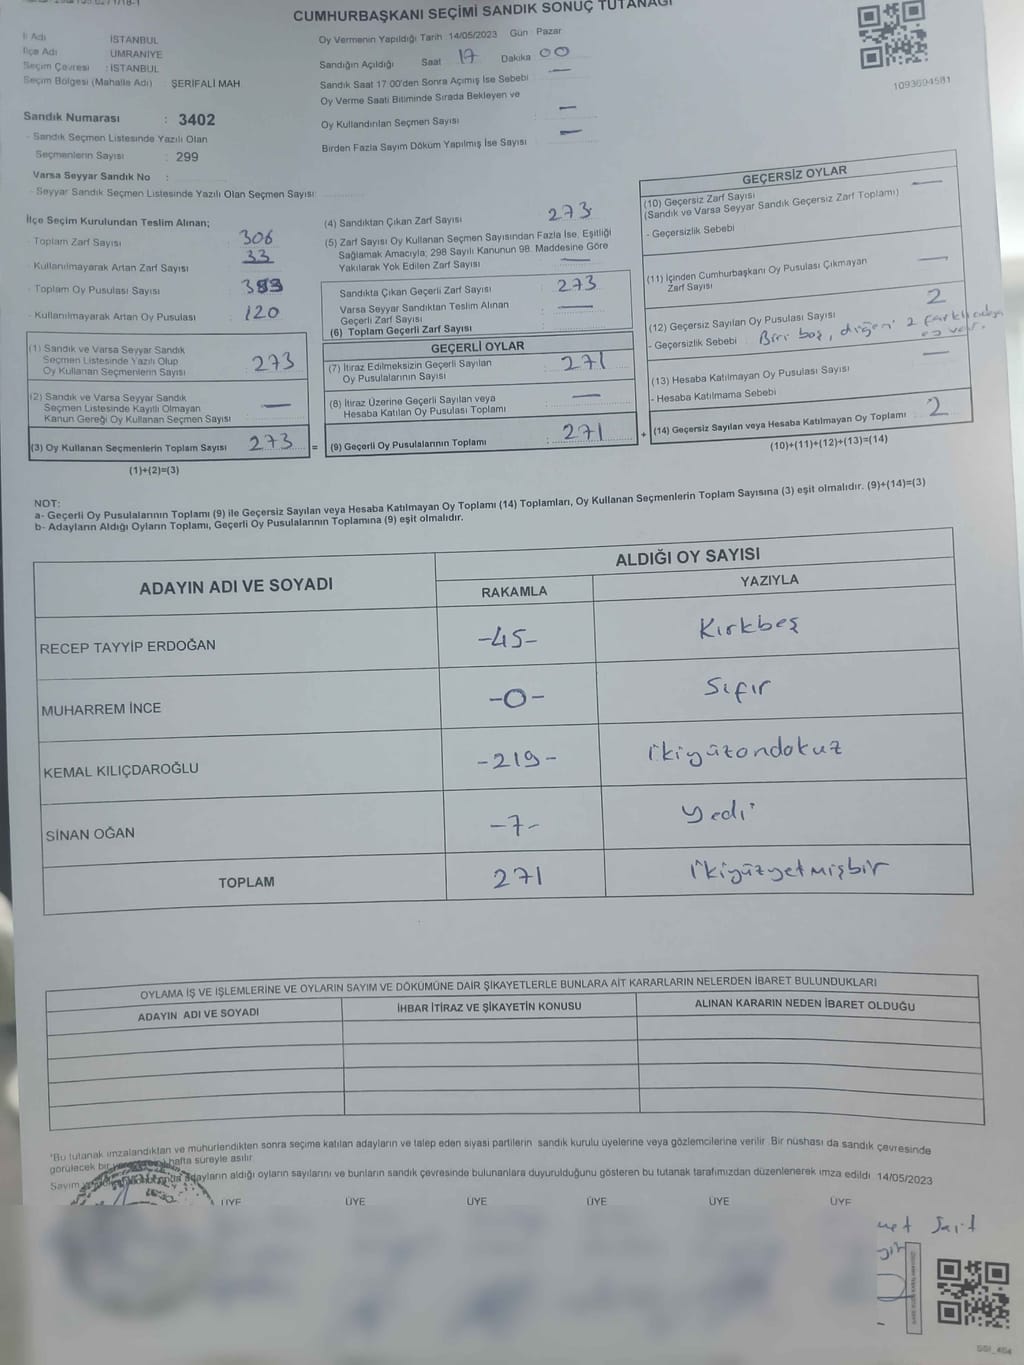 CUMHURBAŞKANI SEÇİMİ SANDIK SONUÇ TUTANAĞI
İl Adı İSTANBUL
İlçe Adı ÜMRANİYE
Seçim Çevresi : İSTANBUL
Seçim Bölgesi (Mahalle Adı) : ŞERİFALİ MAH
Oy Vermenin Yapıldığı Tarih : 14/05/2023 Gün Pazar
Sandığın Açıldığı Saat 17 Dakika 00
Sandık Saat 17:00'den Sonra Açımış İse Sebebi —
Oy Verme Saati Bitiminde Sırada Bekleyen ve
Oy Kullandırılan Seçmen Sayısı —
Birden Fazla Sayım Döküm Yapılmış İse Sayısı —
1093694581
Sandık Numarası : 3402
- Sandık Seçmen Listesinde Yazılı Olan
Seçmenlerin Sayısı : 299
Varsa Seyyar Sandık No :
- Seyyar Sandık Seçmen Listesinde Yazılı Olan Seçmen Sayısı:
İlçe Seçim Kurulundan Teslim Alınan;
- Toplam Zarf Sayısı : 306
- Kullanılmayarak Artan Zarf Sayısı : 33
- Toplam Oy Pusulası Sayısı :
- Kullanılmayarak Artan Oy Pusulası : 120
(1) Sandık ve Varsa Seyyar Sandık
Seçmen Listesinde Yazılı Olup
Oy Kullanan Seçmenlerin Sayısı : 273
(2) Sandık ve Varsa Seyyar Sandık
Seçmen Listesinde Kayıtlı Olmayan
Kanun Gereği Oy Kullanan Seçmen Sayısı : —
(3) Oy Kullanan Seçmenlerin Toplam Sayısı : 273 =
(1)+(2)=(3)
(4) Sandıktan Çıkan Zarf Sayısı : 273
(5) Zarf Sayısı Oy Kullanan Seçmen Sayısından Fazla İse, Eşitliği
Sağlamak Amacıyla; 298 Sayılı Kanunun 98. Maddesine Göre
Yakılarak Yok Edilen Zarf Sayısı : —
Sandıkta Çıkan Geçerli Zarf Sayısı : 273
Varsa Seyyar Sandıktan Teslim Alınan
Geçerli Zarf Sayısı : —
(6) Toplam Geçerli Zarf Sayısı :
GEÇERLİ OYLAR
(7) İtiraz Edilmeksizin Geçerli Sayılan
Oy Pusulalarının Sayısı : 271
(8) İtiraz Üzerine Geçerli Sayılan veya
Hesaba Katılan Oy Pusulası Toplamı : —
(9) Geçerli Oy Pusulalarının Toplamı : 271 +
GEÇERSİZ OYLAR
(10) Geçersiz Zarf Sayısı : —
(Sandık ve Varsa Seyyar Sandık Geçersiz Zarf Toplamı)
- Geçersizlik Sebebi
(11) İçinden Cumhurbaşkanı Oy Pusulası Çıkmayan
Zarf Sayısı : —
(12) Geçersiz Sayılan Oy Pusulası Sayısı : 2
- Geçersizlik Sebebi : Biri boş, diğeri 2 farklı adaya
oy var.
(13) Hesaba Katılmayan Oy Pusulası Sayısı : —
- Hesaba Katılmama Sebebi
(14) Geçersiz Sayılan veya Hesaba Katılmayan Oy Toplamı : 2
(10)+(11)+(12)+(13)=(14)
NOT:
a- Geçerli Oy Pusulalarının Toplamı (9) ile Geçersiz Sayılan veya Hesaba Katılmayan Oy Toplamı (14) Toplamları, Oy Kullanan Seçmenlerin Toplam Sayısına (3) eşit olmalıdır. (9)+(14)=(3)
b- Adayların Aldığı Oyların Toplamı, Geçerli Oy Pusulalarının Toplamına (9) eşit olmalıdır.
ADAYIN ADI VE SOYADI ALDIĞI OY SAYISI
RAKAMLA YAZIYLA
RECEP TAYYİP ERDOĞAN -45- Kırkbeş
MUHARREM İNCE -0- Sıfır
KEMAL KILIÇDAROĞLU -219- İkiyüzondokuz
SİNAN OĞAN -7- Yedi
TOPLAM 271 İkiyüzyetmişbir
OYLAMA İŞ VE İŞLEMLERİNE VE OYLARIN SAYIM VE DÖKÜMÜNE DAİR ŞİKAYETLERLE BUNLARA AİT KARARLARIN NELERDEN İBARET BULUNDUKLARI
ADAYIN ADI VE SOYADI İHBAR İTİRAZ VE ŞİKAYETİN KONUSU ALINAN KARARIN NEDEN İBARET OLDUĞU
*Bu tutanak imzalandıktan ve mühürlendikten sonra seçime katılan adayların ve talep eden siyasi partilerin sandık kurulu üyelerine veya gözlemcilerine verilir. Bir nüshası da sandık çevresinde
görülecek bir hafta süreyle asılır.
Sayım adayların aldığı oyların sayılarını ve bunların sandık çevresinde bulunanlara duyurulduğunu gösteren bu tutanak tarafımızdan düzenlenerek imza edildi. 14/05/2023
ÜYE ÜYE ÜYE ÜYE ÜYE ÜYE
Sait